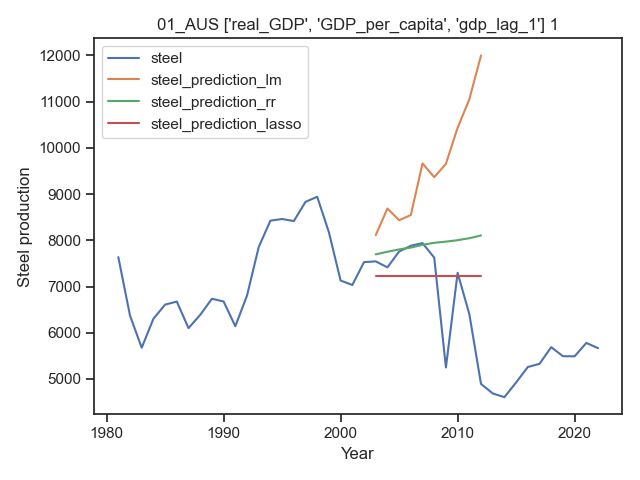 01_AUS ['real_GDP', 'GDP_per_capita', 'gdp_lag_1'] 1
steel
steel_prediction_lm
steel_prediction_rr
steel_prediction_lasso
Steel production
12000
11000
10000
9000
8000
7000
6000
5000
1980
1990
2000
2010
2020
Year